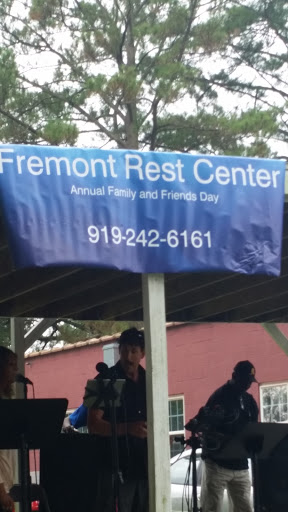 Fremont Rest Center
Annual Family and Friends Day
919-242-6161